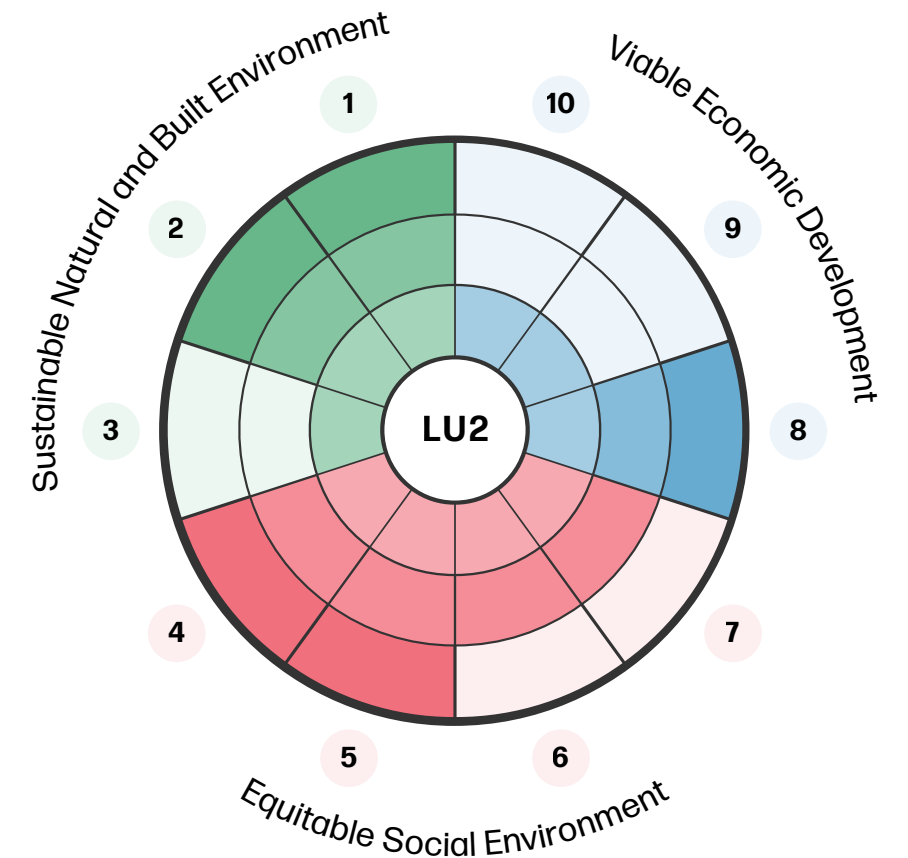 Sustainable Natural and Built Environment
Viable Economic Development
1
10
2
9
3
LU2
8
4
7
5
6
Equitable Social Environment